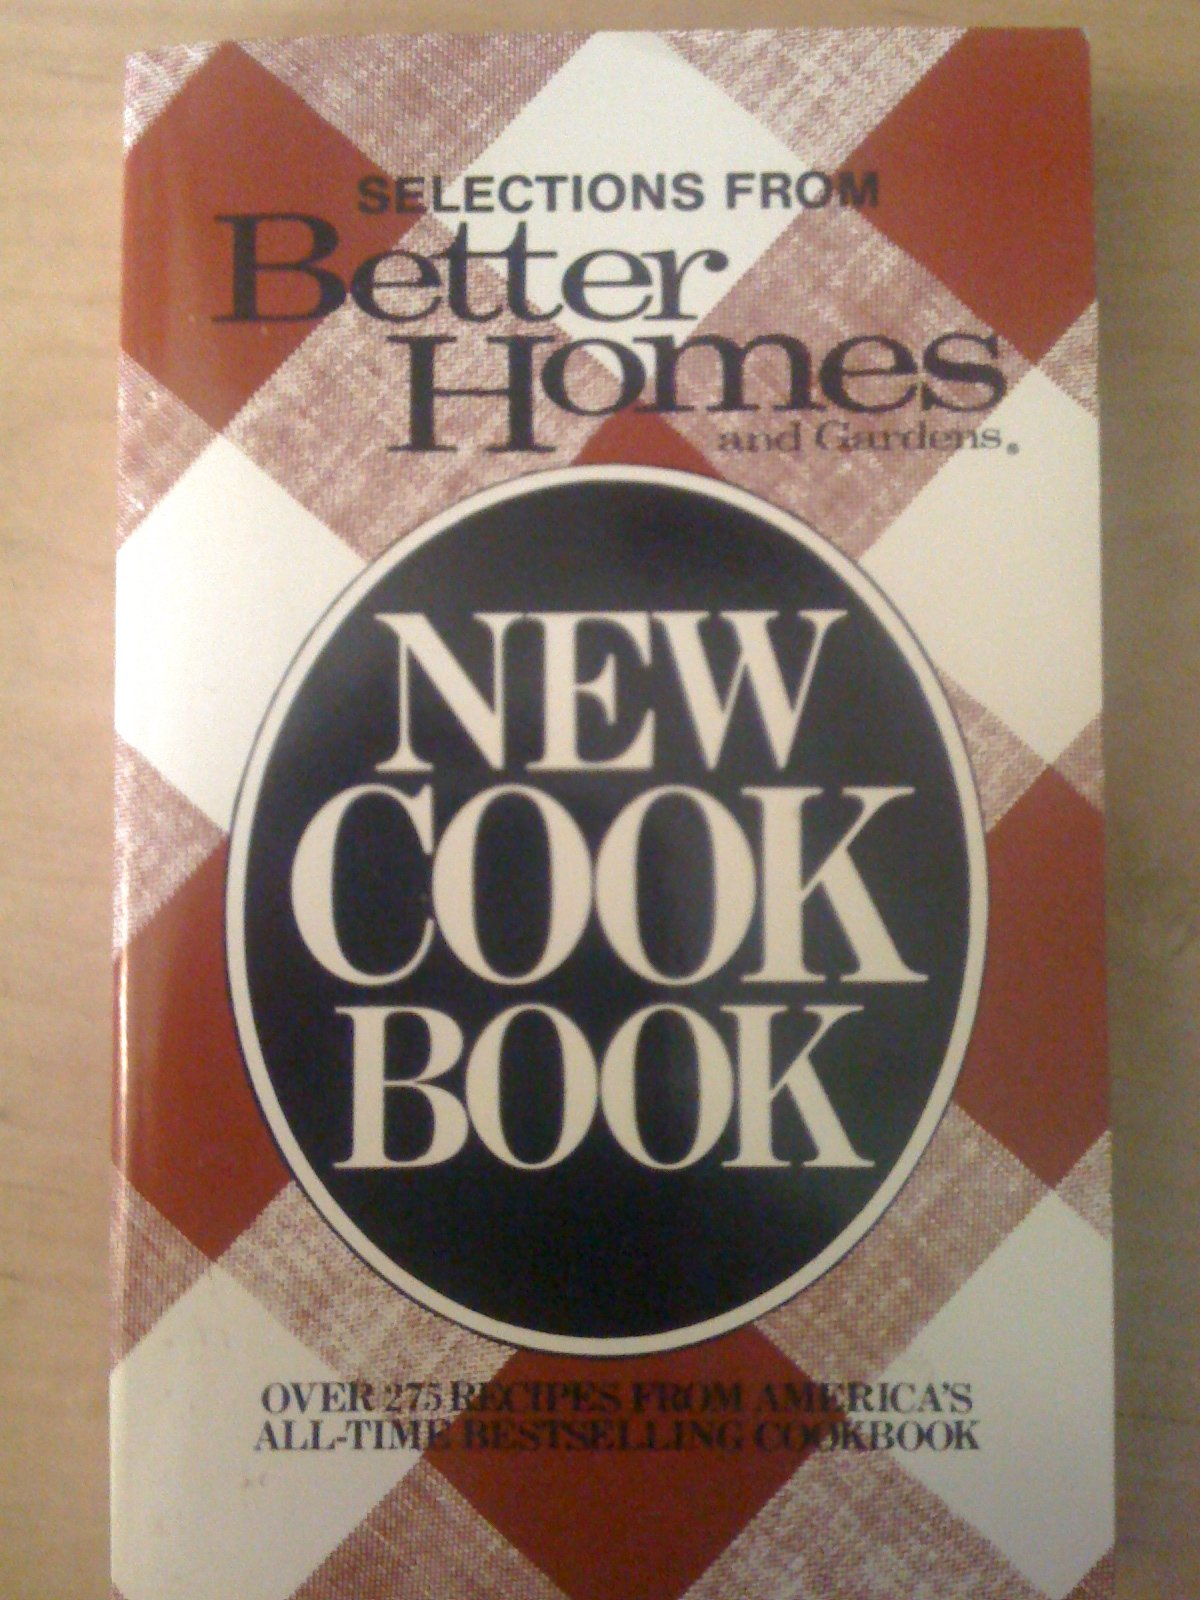 SELECTIONS FROM
Better
Homes
and Gardens®
NEW
COOK
BOOK
OVER 275 RECIPES FROM AMERICA'S
ALL-TIME BESTSELLING COOKBOOK